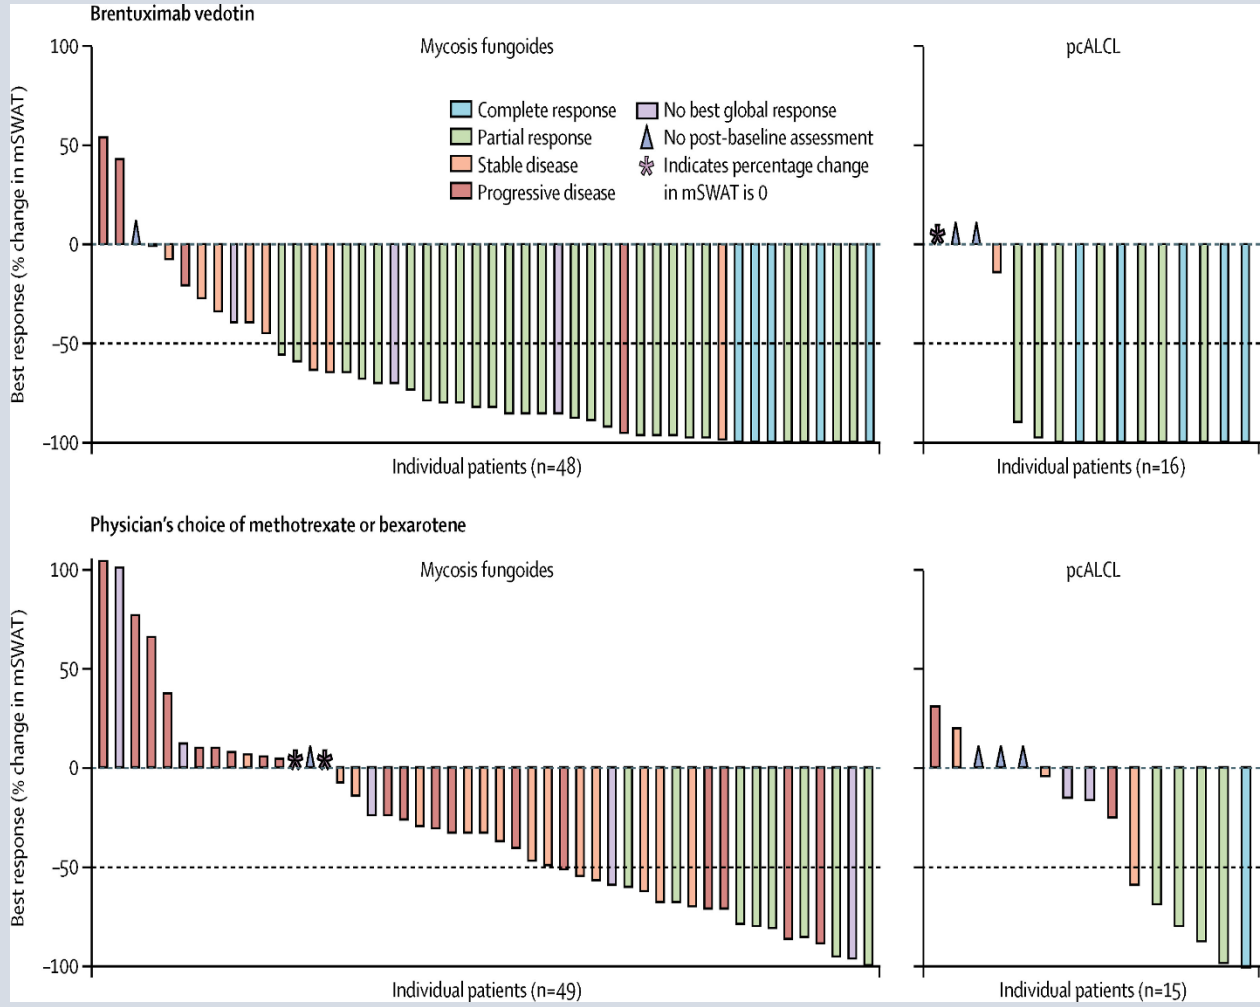 Brentuximab vedotin
Mycosis fungoides
pcALCL
Best response (% change in mSWAT)
100
50
0
−50
−100
Complete response
Partial response
Stable disease
Progressive disease
No best global response
No post-baseline assessment
Indicates percentage change
in mSWAT is 0
Individual patients (n=48)
Individual patients (n=16)
Physician's choice of methotrexate or bexarotene
Mycosis fungoides
pcALCL
Best response (% change in mSWAT)
100
50
0
−50
−100
Individual patients (n=49)
Individual patients (n=15)